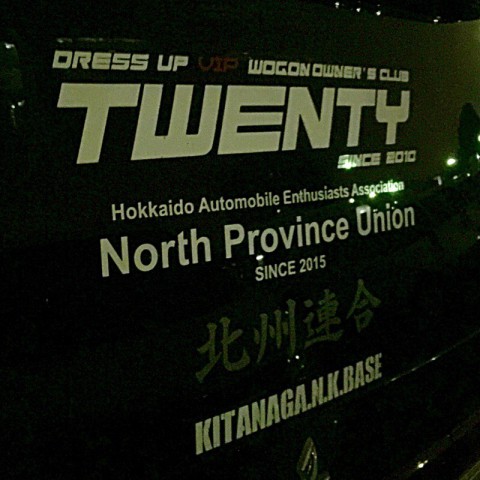 DRESS UP VIP WOGON OWNER'S CLUB
TWENTY
SINCE 2010
Hokkaido Automobile Enthusiasts Association
North Province Union
SINCE 2015
北州連合
KITANAGA.N.K.BASE